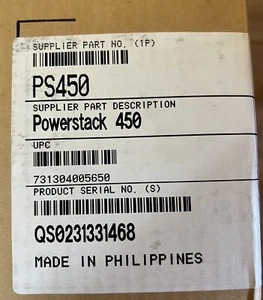 SUPPLIER PART NO. (1P)
PS450
SUPPLIER PART DESCRIPTION
Powerstack 450
UPC
731304005650
PRODUCT SERIAL NO. (S)
QS0231331468
MADE IN PHILIPPINES